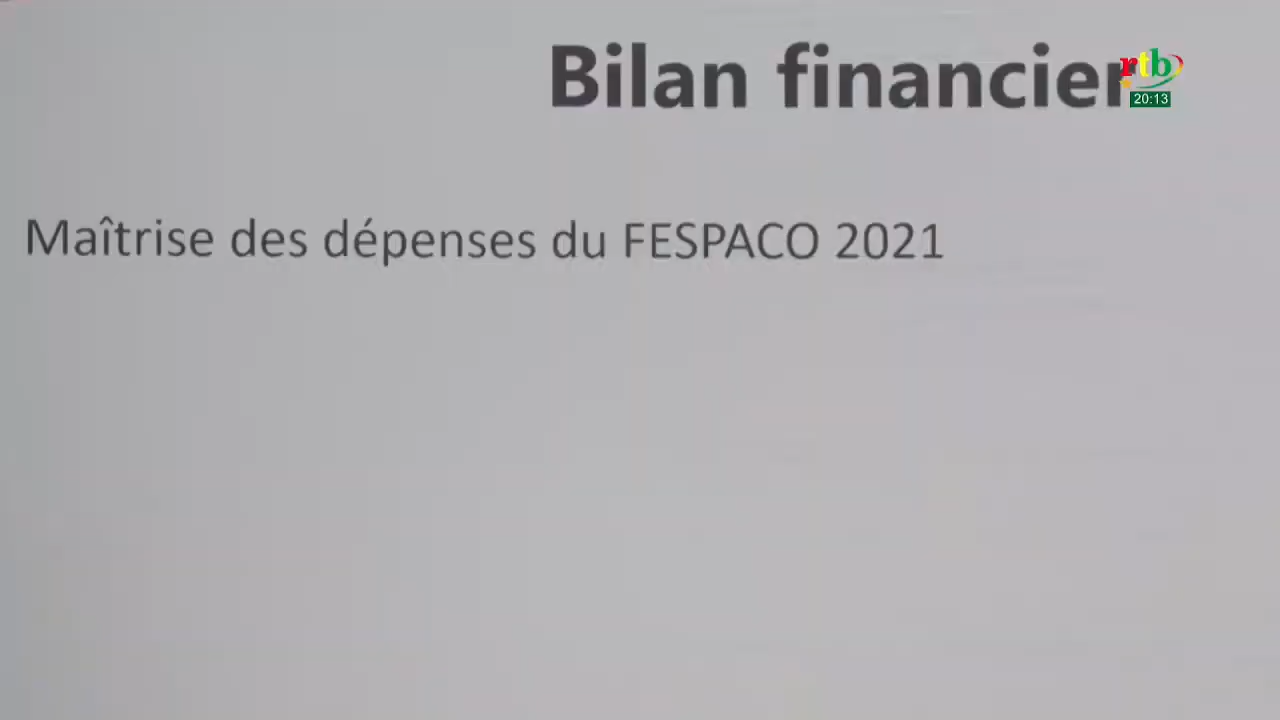 Bilan financier
rtb
20:13
Maîtrise des dépenses du FESPACO 2021